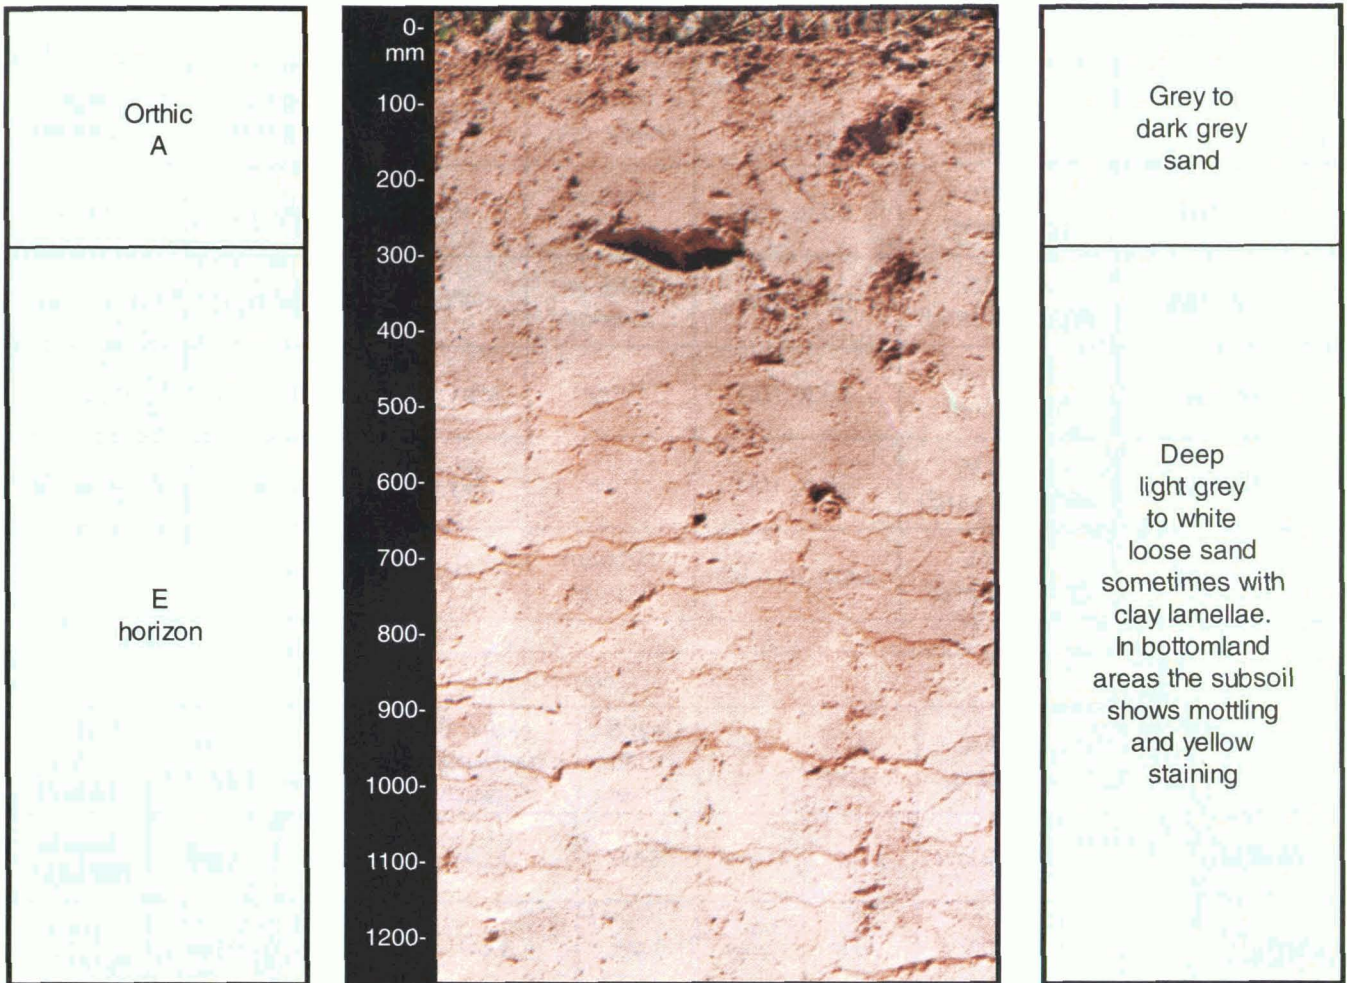 Orthic
A
E
horizon
0-
mm
100-
200-
300-
400-
500-
600-
700-
800-
900-
1000-
1100-
1200-
Grey to
dark grey
sand
Deep
light grey
to white
loose sand
sometimes with
clay lamellae.
In bottomland
areas the subsoil
shows mottling
and yellow
staining